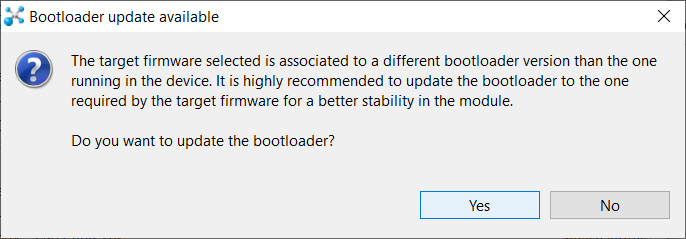 Bootloader update available
The target firmware selected is associated to a different bootloader version than the one
running in the device. It is highly recommended to update the bootloader to the one
required by the target firmware for a better stability in the module.
Do you want to update the bootloader?
Yes
No